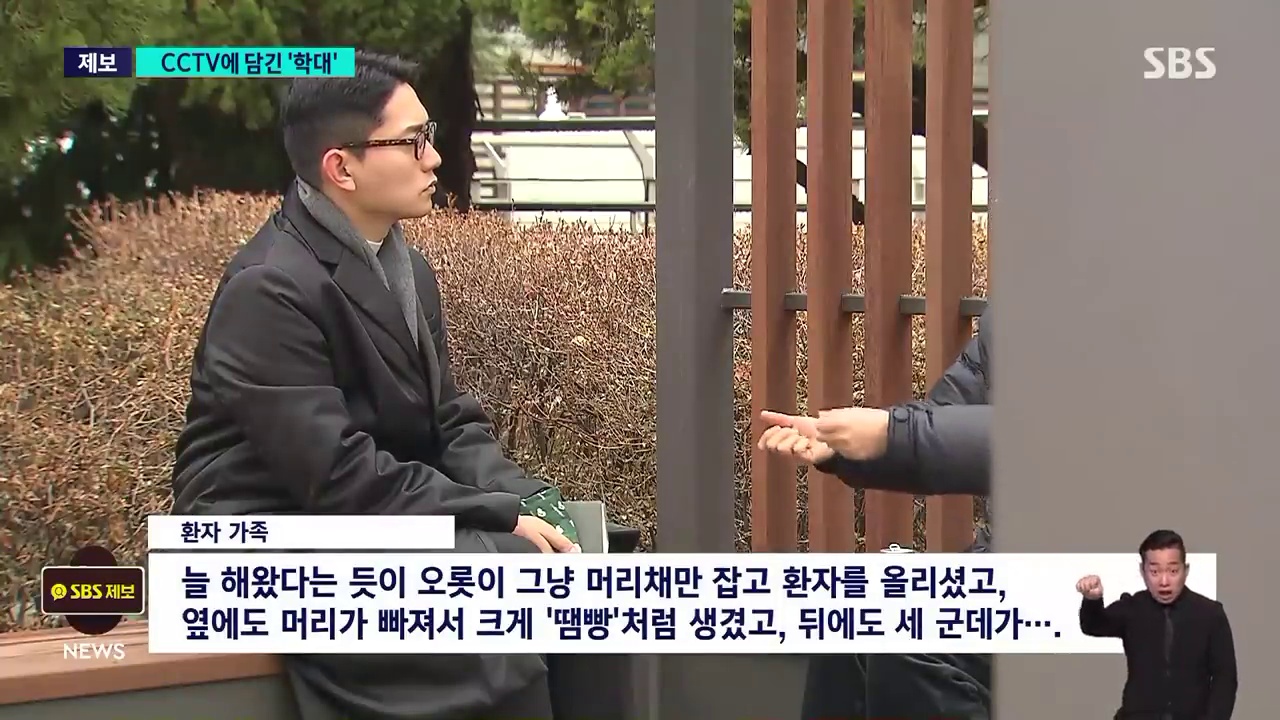 제보 CCTV에 담긴 '학대'
SBS
환자 가족
늘 해왔다는 듯이 오롯이 그냥 머리채만 잡고 환자를 올리셨고,
옆에도 머리가 빠져서 크게 '땜빵'처럼 생겼고, 뒤에도 세 군데가….
SBS 제보
NEWS